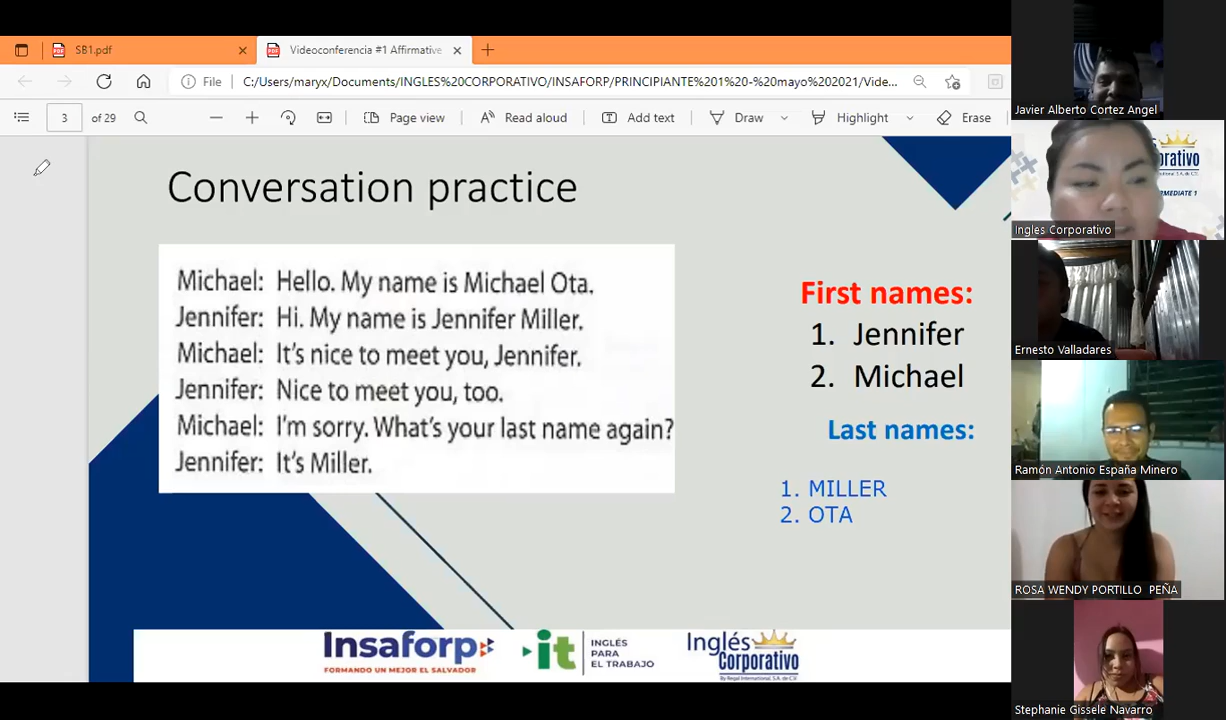 SB1.pdf
Videoconferencia #1 Affirmative
File
C:/Users/maryx/Documents/INGLES%20CORPORATIVO/INSAFORP/PRINCIPIANTE%201%20-%20mayo%202021/Vide...
3 of 29
Page view
Read aloud
Add text
Draw
Highlight
Erase
Conversation practice
Michael: Hello. My name is Michael Ota.
Jennifer: Hi. My name is Jennifer Miller.
Michael: It's nice to meet you, Jennifer.
Jennifer: Nice to meet you, too.
Michael: I'm sorry. What's your last name again?
Jennifer: It's Miller.
First names:
1. Jennifer
2. Michael
Last names:
1. MILLER
2. OTA
Insaforp
FORMANDO UN MEJOR EL SALVADOR
it
INGLÉS
PARA
EL TRABAJO
Inglés
Corporativo
By Regal International, S.A. de C.V.
Javier Alberto Cortez Angel
orativo
Ingles Corporativo
Ernesto Valladares
Ramón Antonio España Minero
ROSA WENDY PORTILLO PEÑA
Stephanie Gissele Navarro